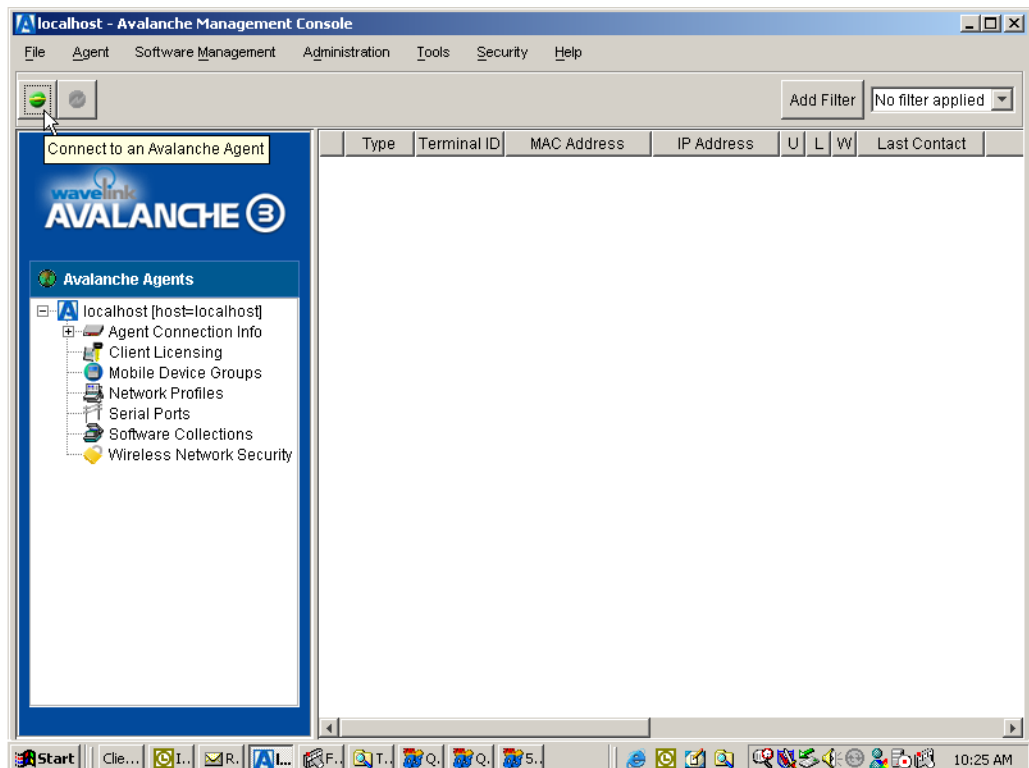 localhost - Avalanche Management Console
File Agent Software Management Administration Tools Security Help
Add Filter No filter applied
Connect to an Avalanche Agent
Type Terminal ID MAC Address IP Address U L W Last Contact
wavelink
AVALANCHE 3
Avalanche Agents
localhost [host=localhost]
Agent Connection Info
Client Licensing
Mobile Device Groups
Network Profiles
Serial Ports
Software Collections
Wireless Network Security
Start Clie... I.. R. L... F.. T.. Q. Q. 5.. 10:25 AM